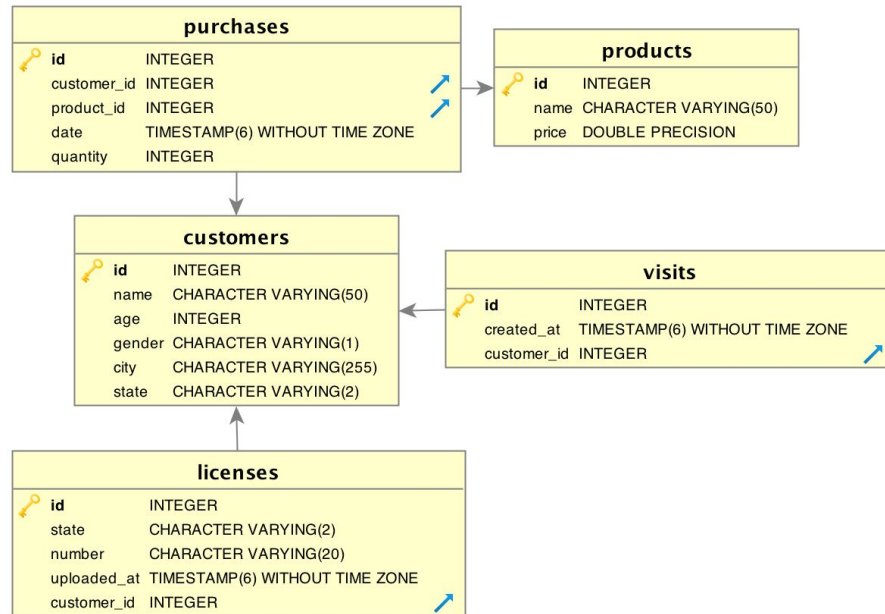 purchases
id INTEGER
customer_id INTEGER
product_id INTEGER
date TIMESTAMP(6) WITHOUT TIME ZONE
quantity INTEGER
products
id INTEGER
name CHARACTER VARYING(50)
price DOUBLE PRECISION
customers
id INTEGER
name CHARACTER VARYING(50)
age INTEGER
gender CHARACTER VARYING(1)
city CHARACTER VARYING(255)
state CHARACTER VARYING(2)
visits
id INTEGER
created_at TIMESTAMP(6) WITHOUT TIME ZONE
customer_id INTEGER
licenses
id INTEGER
state CHARACTER VARYING(2)
number CHARACTER VARYING(20)
uploaded_at TIMESTAMP(6) WITHOUT TIME ZONE
customer_id INTEGER